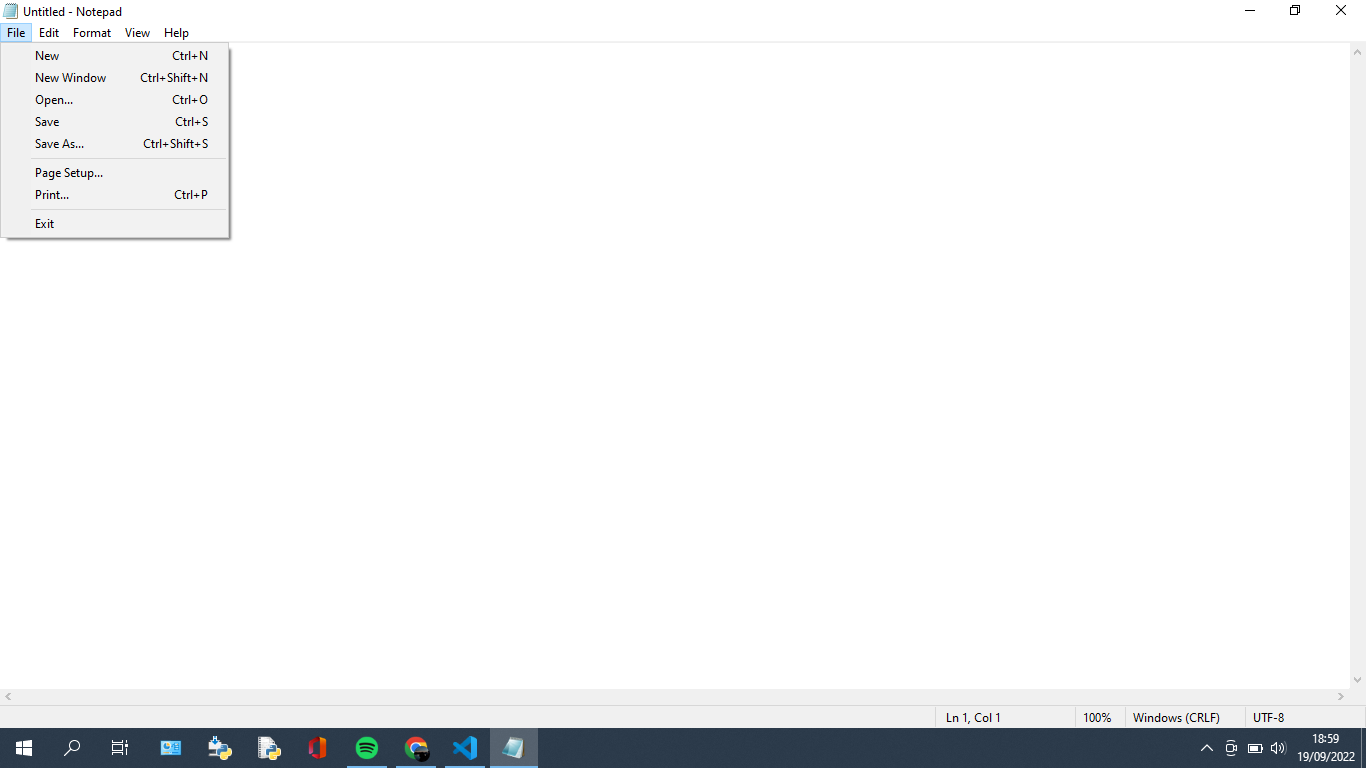 Untitled - Notepad
File Edit Format View Help
New Ctrl+N
New Window Ctrl+Shift+N
Open... Ctrl+O
Save Ctrl+S
Save As... Ctrl+Shift+S
Page Setup...
Print... Ctrl+P
Exit
Ln 1, Col 1 100% Windows (CRLF) UTF-8
18:59
19/09/2022